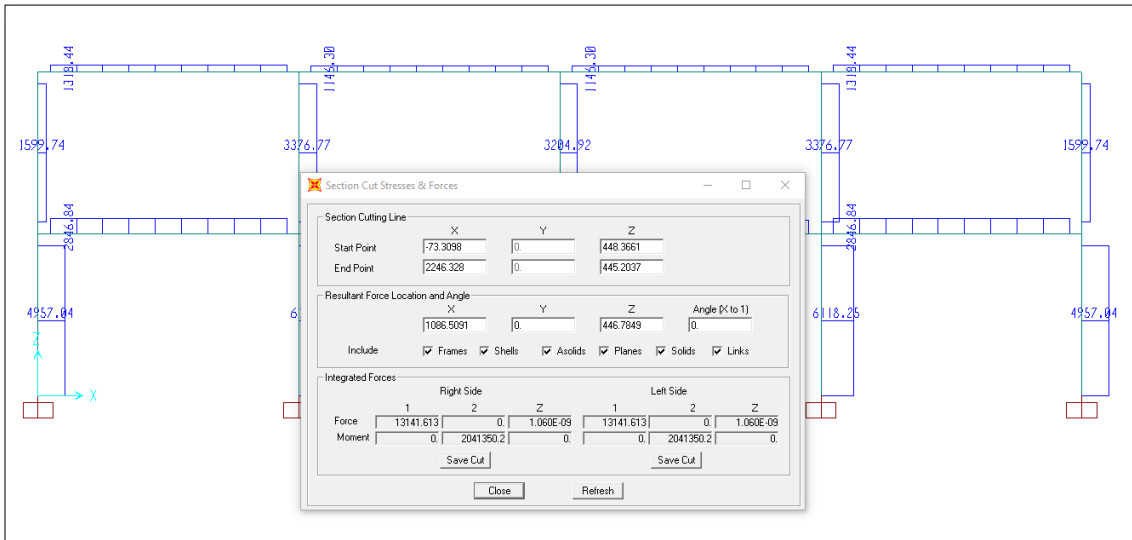 1318.44 1146.30 1146.30 1318.44
1599.74 3376.77 3204.92 3376.77 1599.74
Section Cut Stresses & Forces
Section Cutting Line
X Y Z
Start Point -73.3098 0. 448.3661
End Point 2246.328 0. 445.2037
Resultant Force Location and Angle
X Y Z Angle (X to 1)
1086.5091 0. 446.7849 0.
Include Frames Shells Asolids Planes Solids Links
Integrated Forces
Right Side Left Side
1 2 Z 1 2 Z
Force 13141.613 0. 1.060E-09 13141.613 0. 1.060E-09
Moment 0. 2041350.2 0. 0. 2041350.2 0.
Save Cut Save Cut
Close Refresh
2846.84 2846.84
4957.04 6118.25 4957.04
Z
X